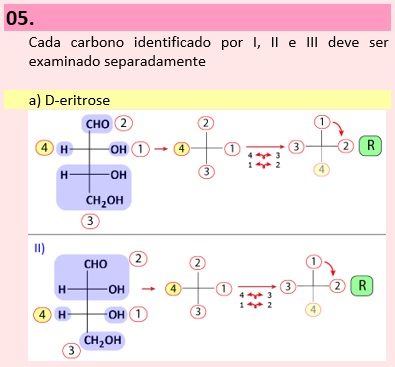 05.
Cada carbono identificado por I, II e III deve ser
examinado separadamente
a) D-eritrose
CHO 2
4 H OH 1 4 2 1 3 4 3 1 2 1 3 2 4 R
H OH
CH₂OH
3
II)
CHO 2
H OH 4 2 1 3 4 3 1 2 1 3 2 4 R
4 H OH 1
CH₂OH
3